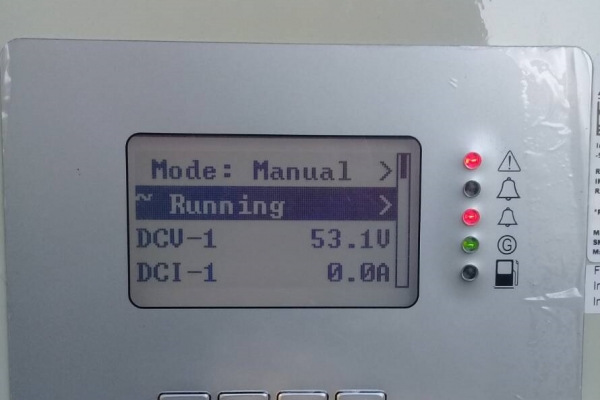 Mode: Manual >
~ Running >
DCV-1 53.1V
DCI-1 0.0A
G